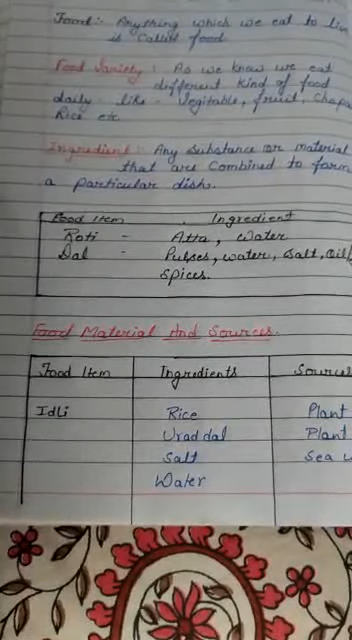 Food:- Anything which we eat to liv
is Called food
Food Variety: As we know we eat
different kind of food
daily like - Vegitable, fruit, Chapa
Rice etc
Ingredient: Any Substance or material
that are Combined to form
a particular dish.
Food Item Ingredient
Roti - Atta, water
Dal - Pulses, water, Salt, Oil,
Spices.
Food Material And Sources.
Food Item Ingredients Source
Idli Rice Plant
Urad dal Plant
Salt Sea w
Water